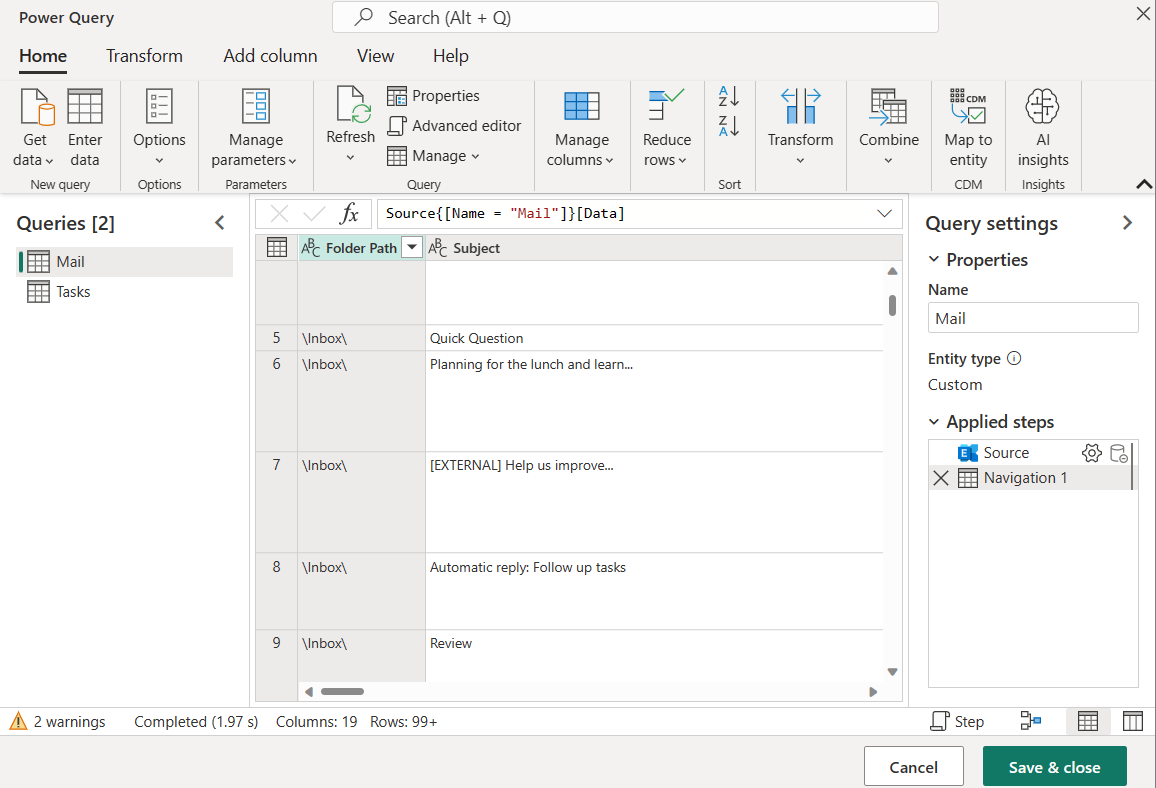 Power Query
Search (Alt + Q)
Home Transform Add column View Help
Get data
Enter data
New query
Options
Options
Manage parameters
Parameters
Refresh
Properties
Advanced editor
Manage
Query
Manage columns
Reduce rows
Sort
Transform
Combine
CDM
Map to entity
CDM
AI insights
Insights
Queries [2]
Mail
Tasks
fx Source{[Name = "Mail"]}[Data]
ABC Folder Path ABC Subject
5 \Inbox\ Quick Question
6 \Inbox\ Planning for the lunch and learn...
7 \Inbox\ [EXTERNAL] Help us improve...
8 \Inbox\ Automatic reply: Follow up tasks
9 \Inbox\ Review
Query settings
Properties
Name
Mail
Entity type
Custom
Applied steps
Source
Navigation 1
2 warnings Completed (1.97 s) Columns: 19 Rows: 99+
Step
Cancel Save & close